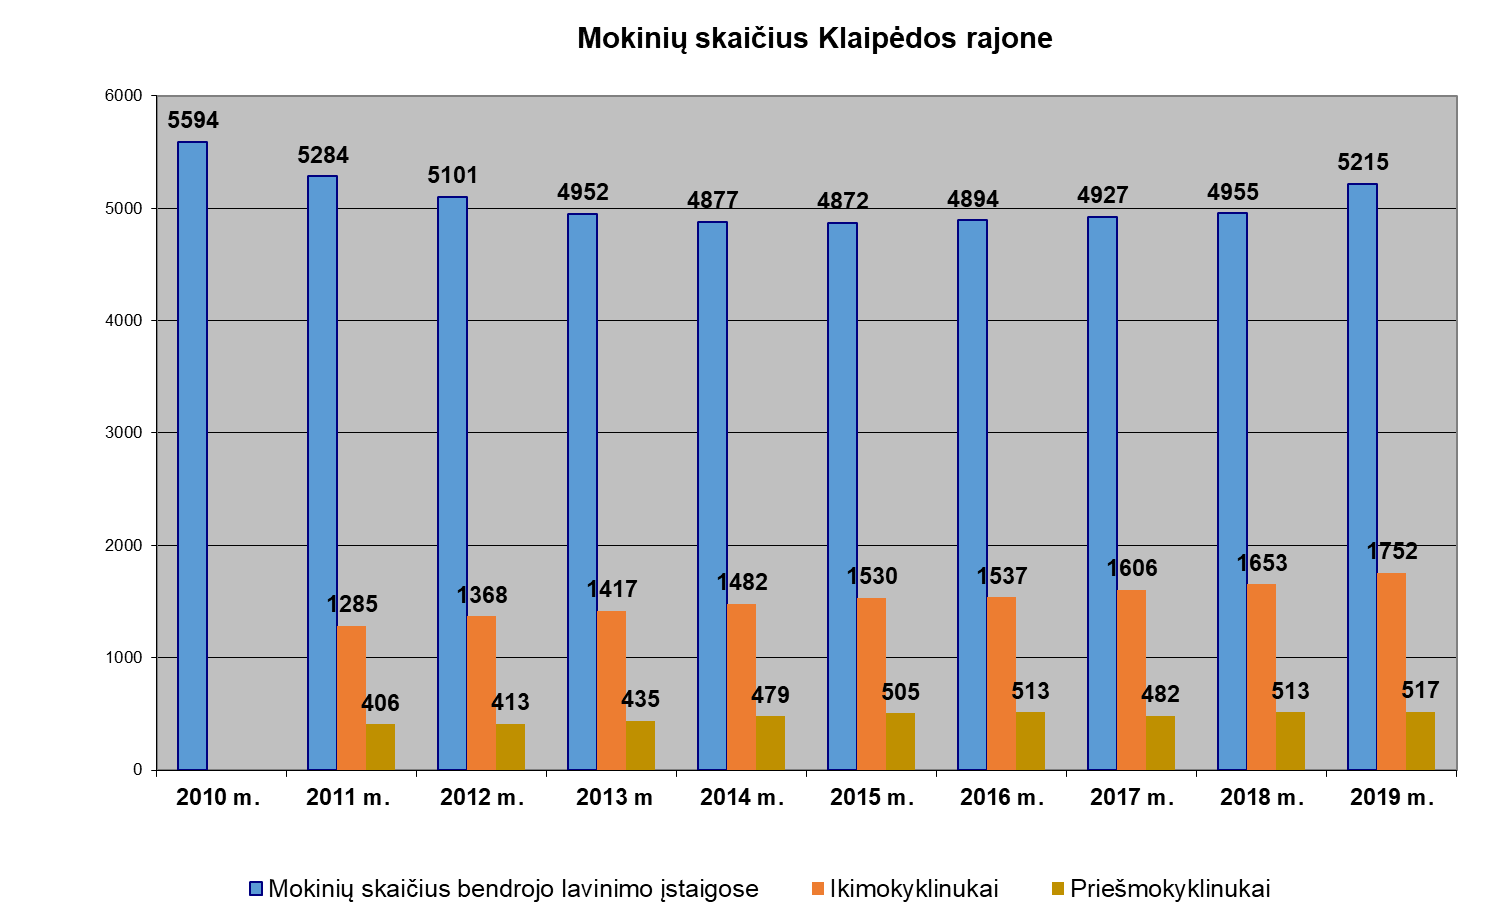 Mokinių skaičius Klaipėdos rajone
6000
5000
4000
3000
2000
1000
0
5594
5284
5101
4952
4877
4872
4894
4927
4955
5215
1285
1368
1417
1482
1530
1537
1606
1653
1752
406
413
435
479
505
513
482
513
517
2010 m.
2011 m.
2012 m.
2013 m
2014 m.
2015 m.
2016 m.
2017 m.
2018 m.
2019 m.
Mokinių skaičius bendrojo lavinimo įstaigose
Ikimokyklinukai
Priešmokyklinukai